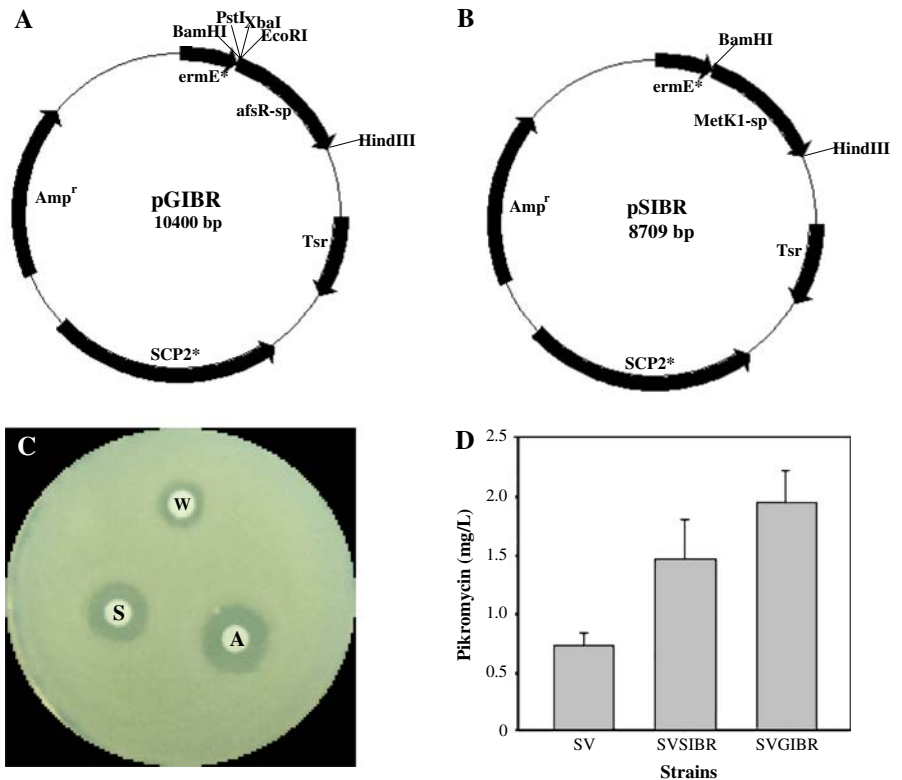 A
PstI
XbaI
BamHI
EcoRI
ermE*
afsR-sp
HindIII
Amp^r
pGIBR
10400 bp
Tsr
SCP2*
B
BamHI
ermE*
MetK1-sp
HindIII
Amp^r
pSIBR
8709 bp
Tsr
SCP2*
C
W
S
A
D
2.5
2.0
1.5
1.0
0.5
0
Pikromycin (mg/L)
SV SVSIBR SVGIBR
Strains